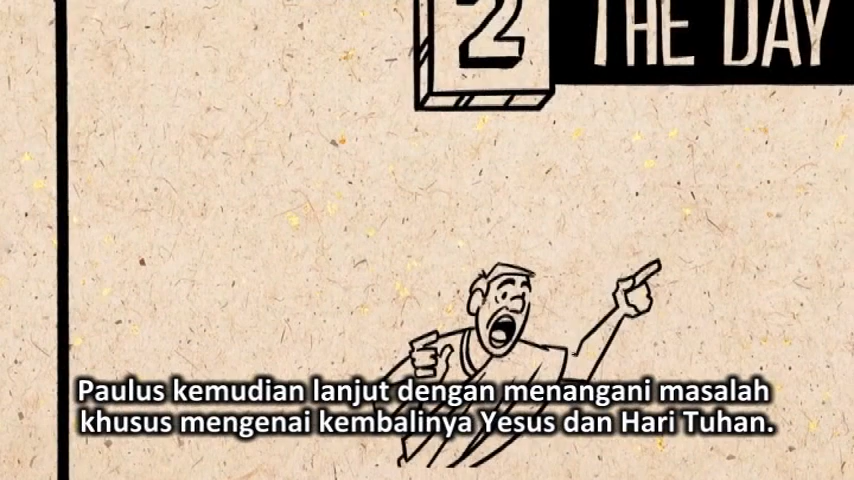 2 THE DAY
Paulus kemudian lanjut dengan menangani masalah
khusus mengenai kembalinya Yesus dan Hari Tuhan.